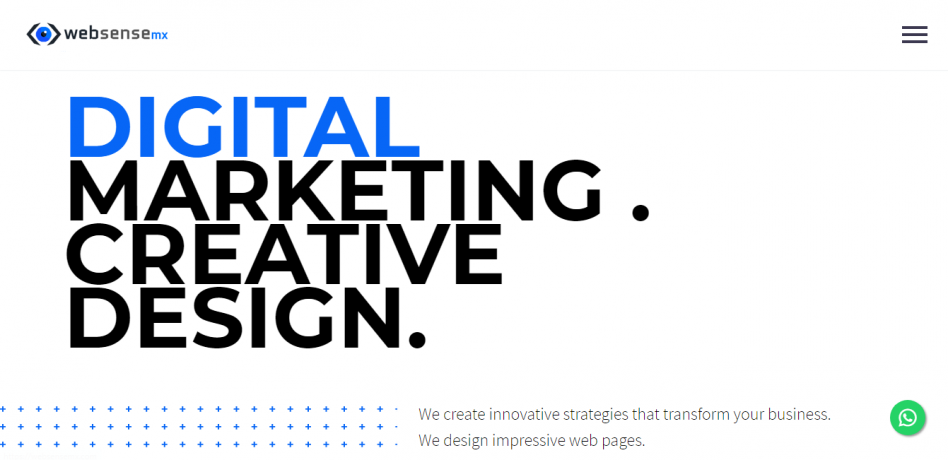 websensemx
DIGITAL
MARKETING .
CREATIVE
DESIGN.
We create innovative strategies that transform your business.
We design impressive web pages.